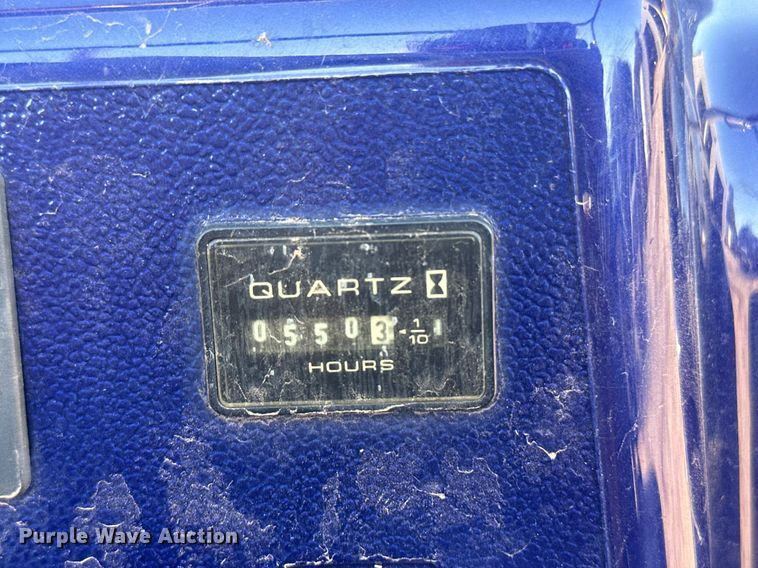 QUARTZ
05503 1/10
HOURS
Purple Wave Auction®